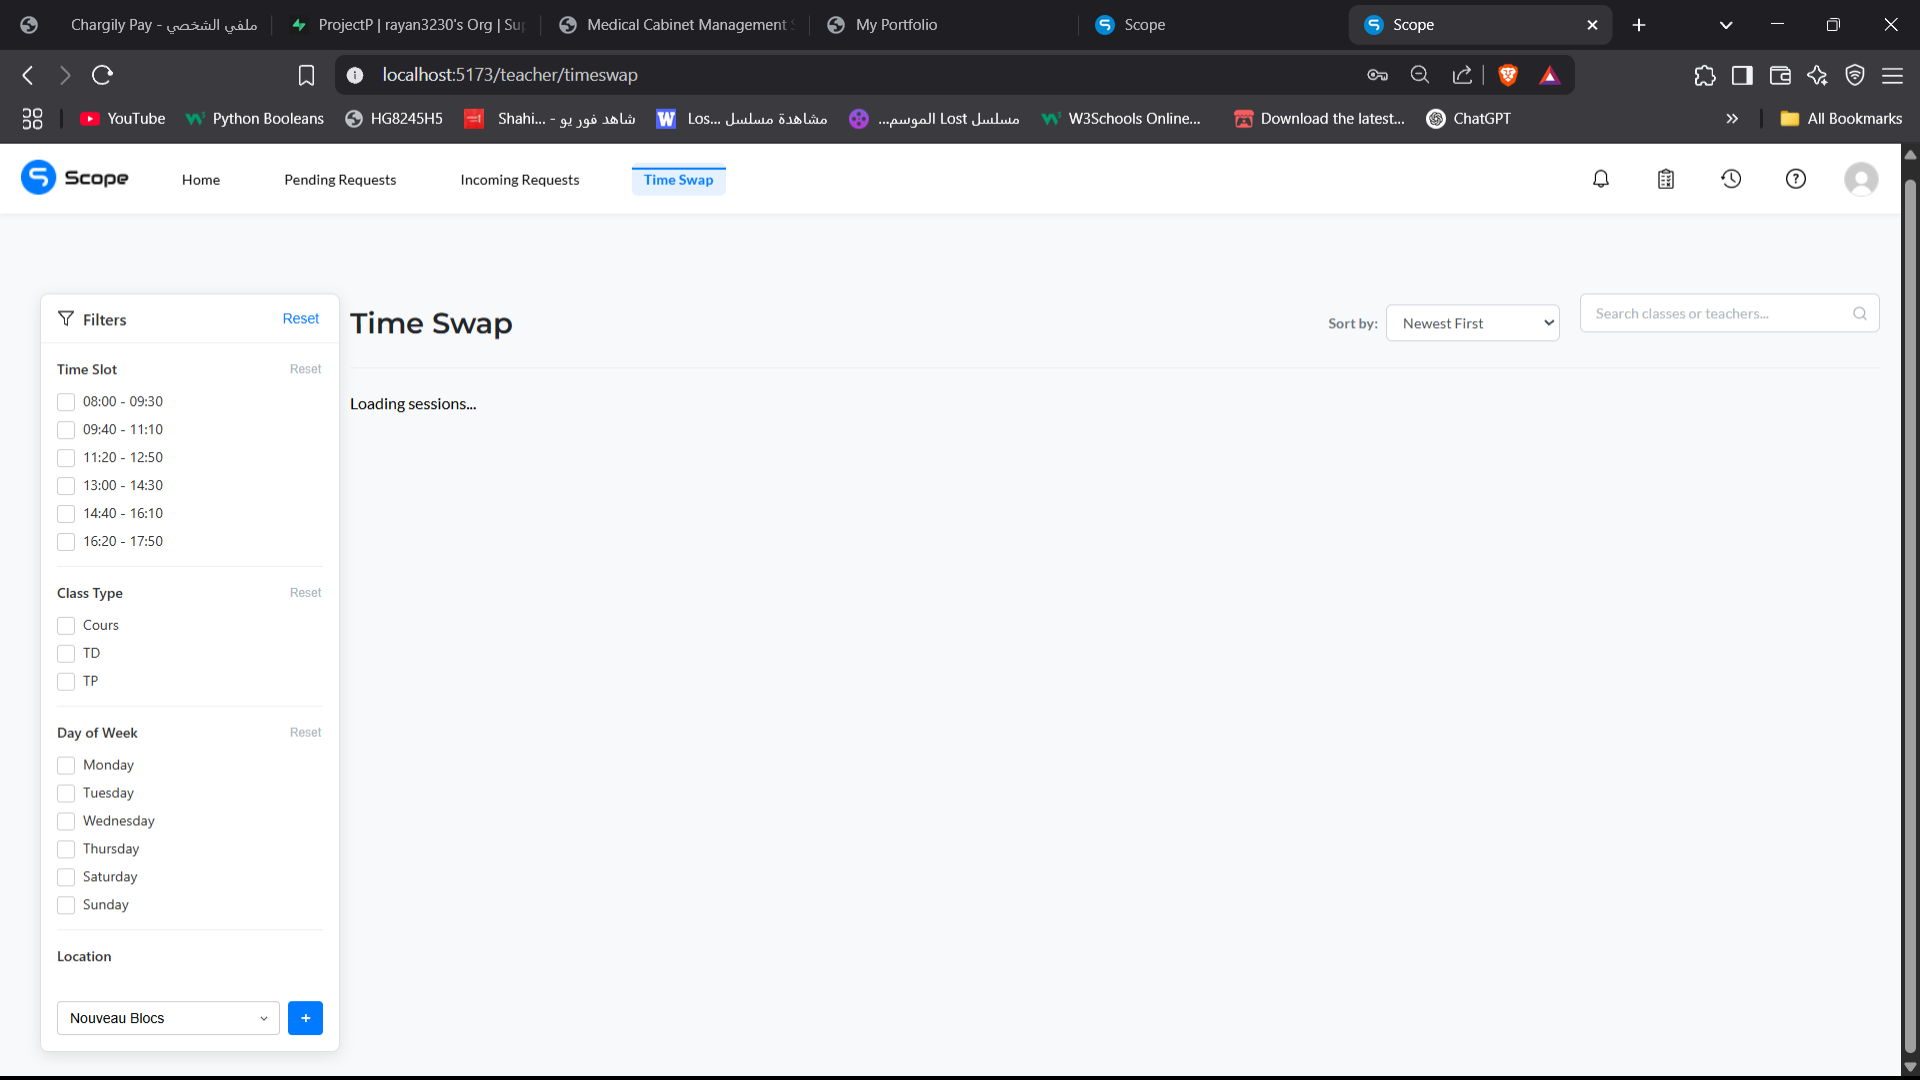 Chargily Pay - ملفي الشخصي
ProjectP | rayan3230's Org | Su
Medical Cabinet Management
My Portfolio
Scope
Scope
localhost:5173/teacher/timeswap
YouTube
Python Booleans
HG8245H5
Shahi... - شاهد فور يو
Los... مشاهدة مسلسل
...مسلسل Lost الموسم
W3Schools Online...
Download the latest...
ChatGPT
»
All Bookmarks
Scope
Home
Pending Requests
Incoming Requests
Time Swap
Filters
Reset
Time Slot
Reset
08:00 - 09:30
09:40 - 11:10
11:20 - 12:50
13:00 - 14:30
14:40 - 16:10
16:20 - 17:50
Class Type
Reset
Cours
TD
TP
Day of Week
Reset
Monday
Tuesday
Wednesday
Thursday
Saturday
Sunday
Location
Nouveau Blocs
+
Time Swap
Sort by:
Newest First
Search classes or teachers...
Loading sessions...